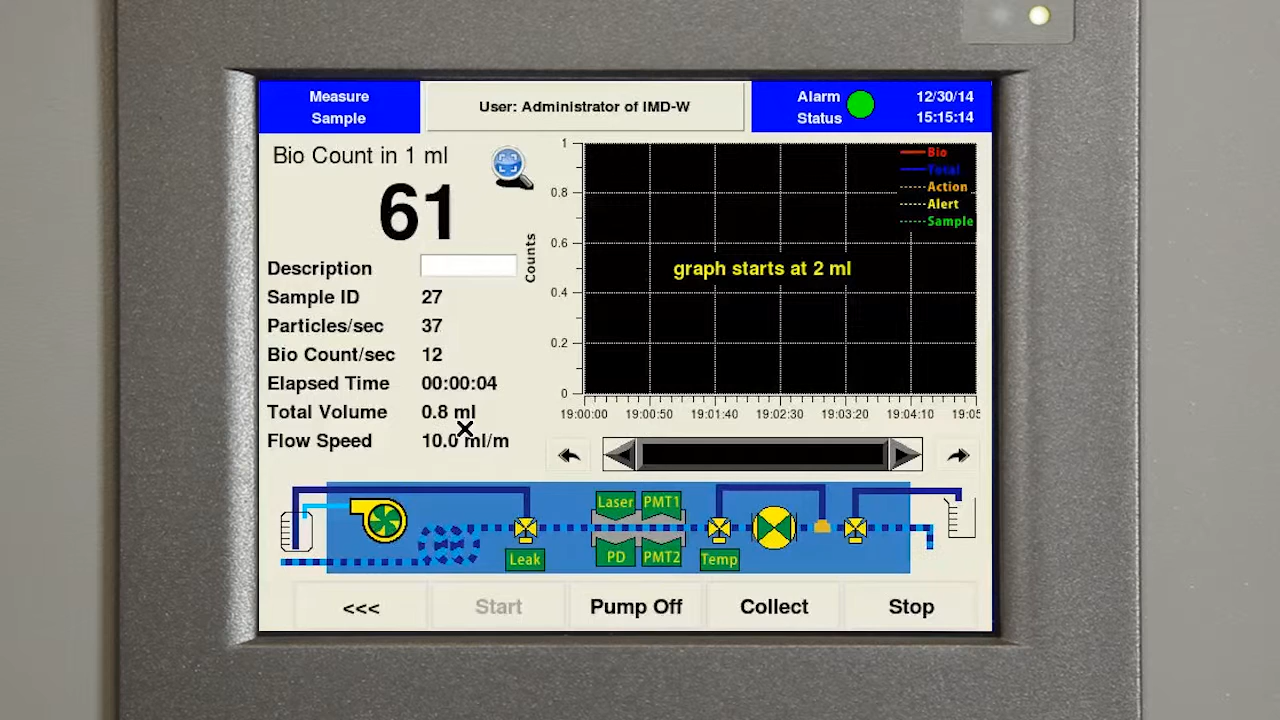 Measure
Sample
User: Administrator of IMD-W
Alarm
Status
12/30/14
15:15:14
Bio Count in 1 ml
61
Description
Sample ID 27
Particles/sec 37
Bio Count/sec 12
Elapsed Time 00:00:04
Total Volume 0.8 ml
Flow Speed 10.0 ml/m
Counts
1
0.8
0.6
0.4
0.2
0
Bio
Total
Action
Alert
Sample
graph starts at 2 ml
19:00:00 19:00:50 19:01:40 19:02:30 19:03:20 19:04:10 19:05
Laser PMT1
Leak PD PMT2 Temp
<<< Start Pump Off Collect Stop